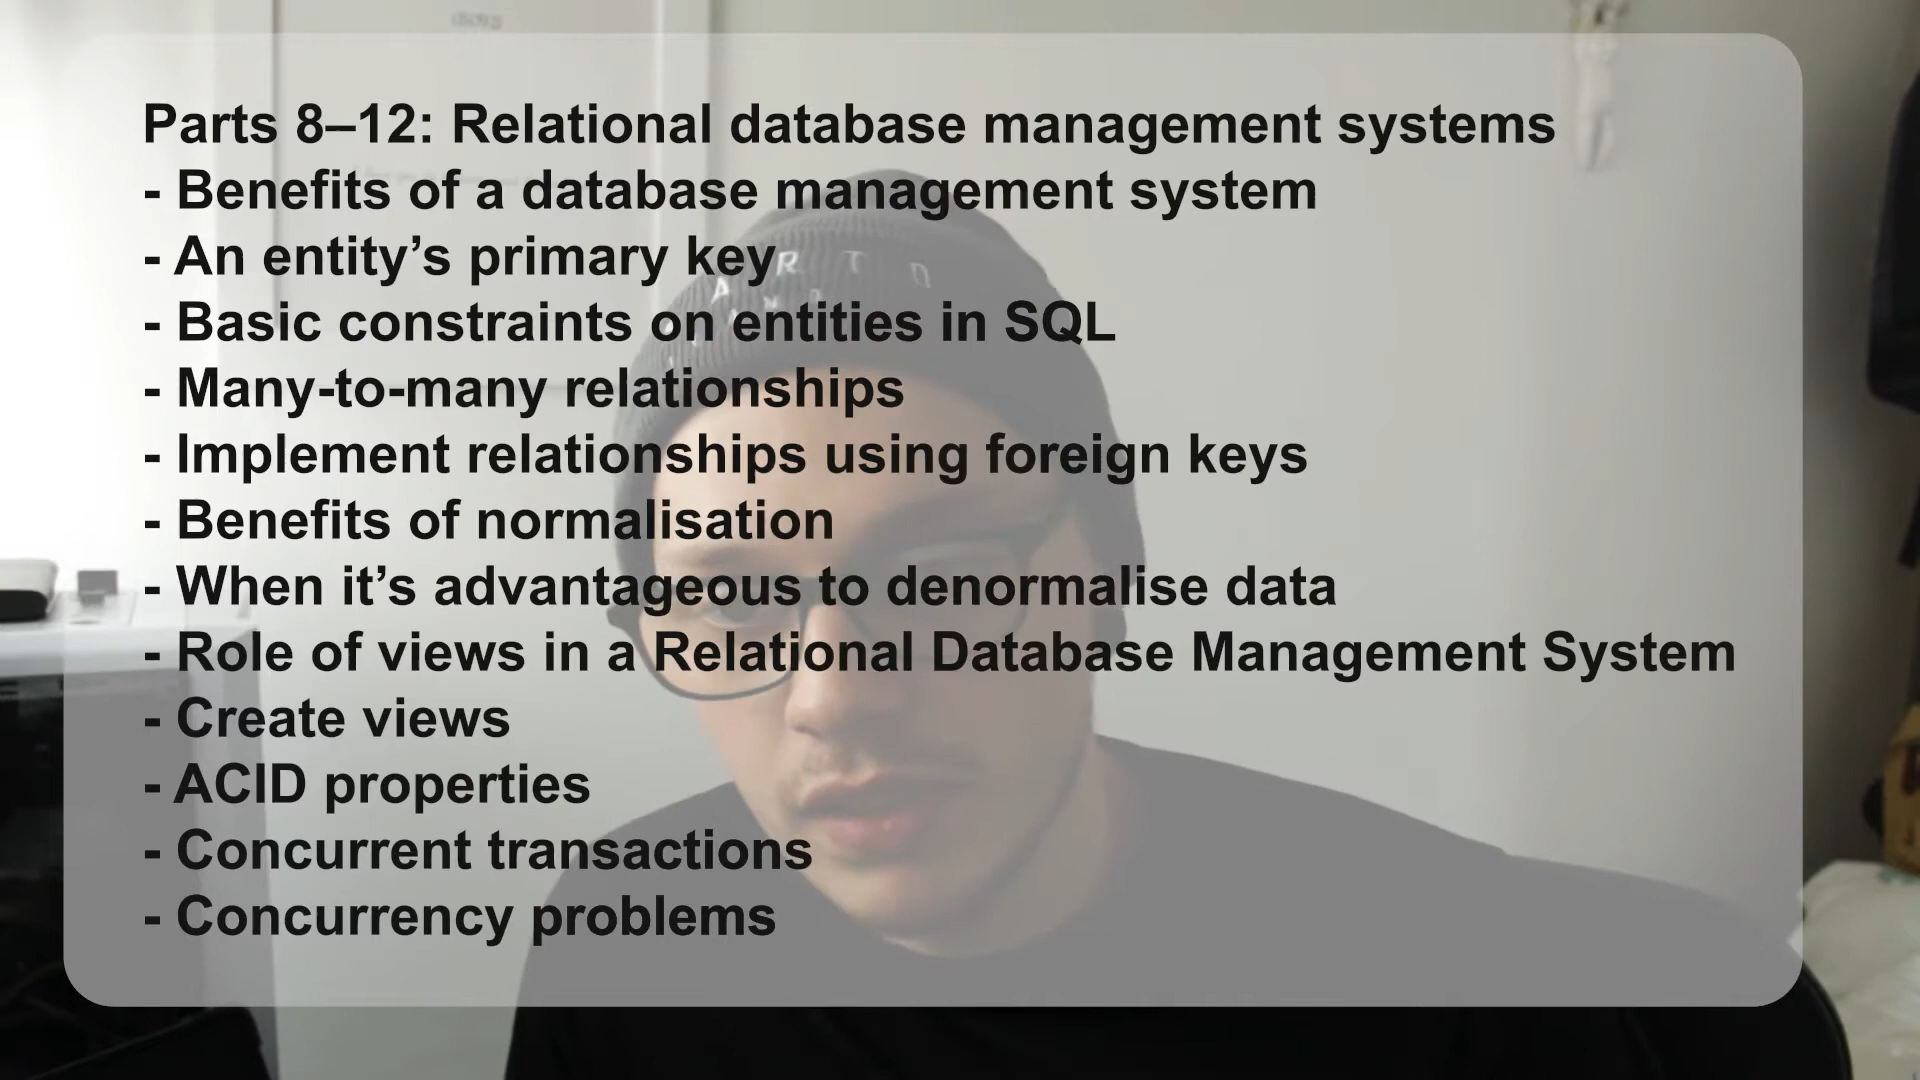 Parts 8–12: Relational database management systems
- Benefits of a database management system
- An entity’s primary key
- Basic constraints on entities in SQL
- Many-to-many relationships
- Implement relationships using foreign keys
- Benefits of normalisation
- When it’s advantageous to denormalise data
- Role of views in a Relational Database Management System
- Create views
- ACID properties
- Concurrent transactions
- Concurrency problems